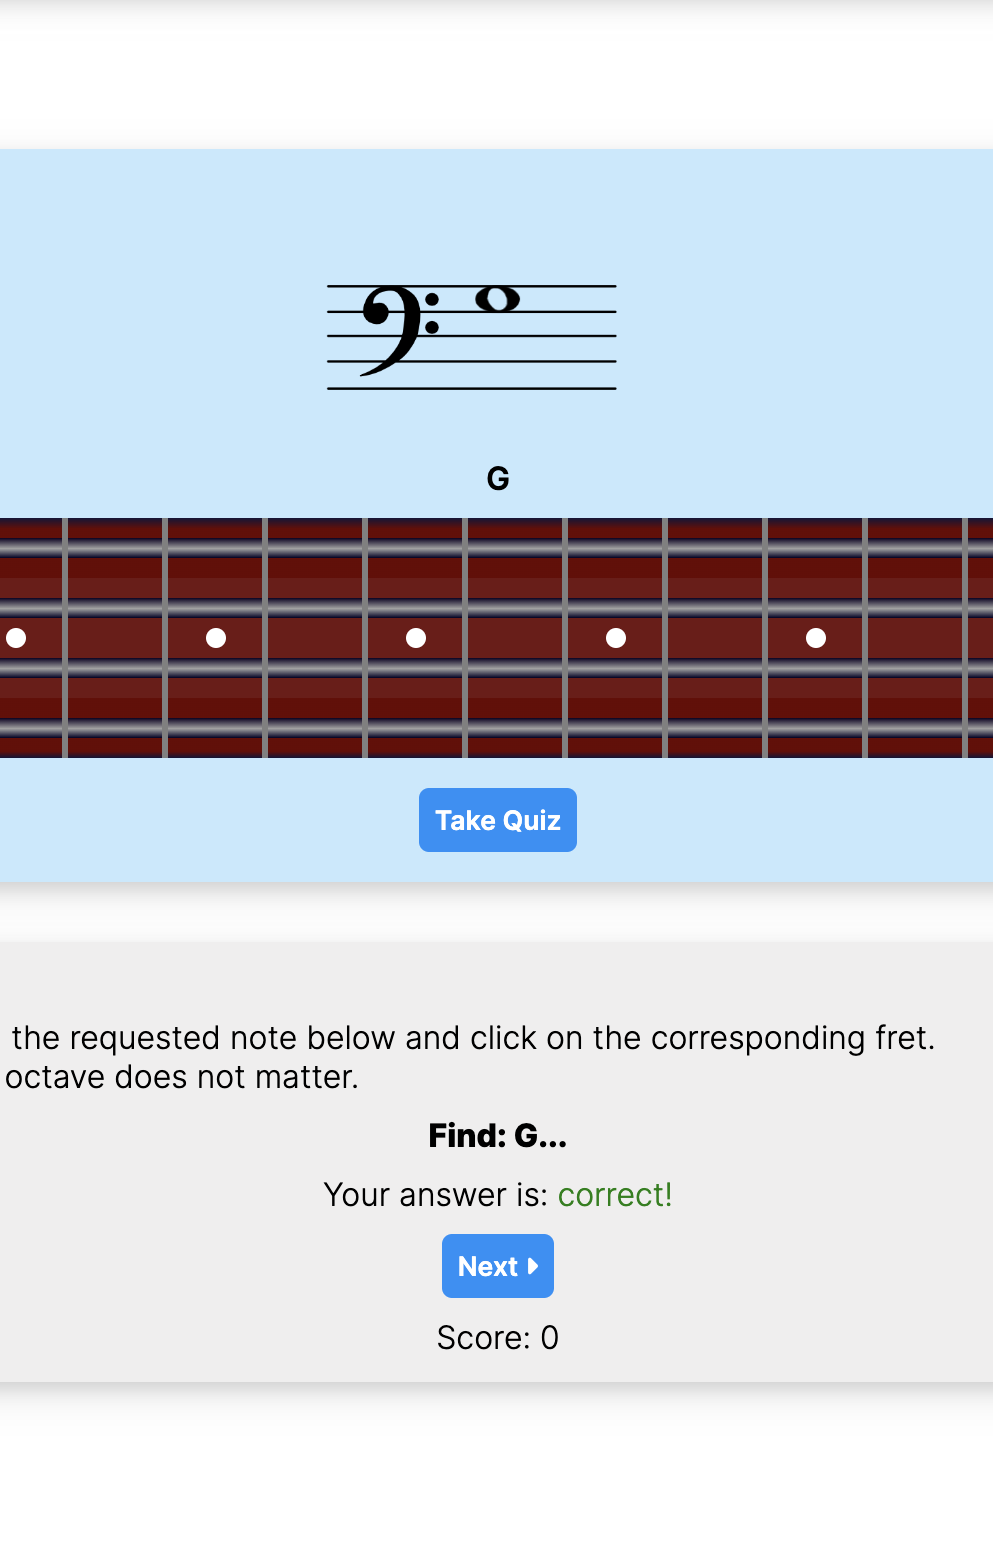 G
Take Quiz
the requested note below and click on the corresponding fret.
octave does not matter.
Find: G...
Your answer is: correct!
Next
Score: 0